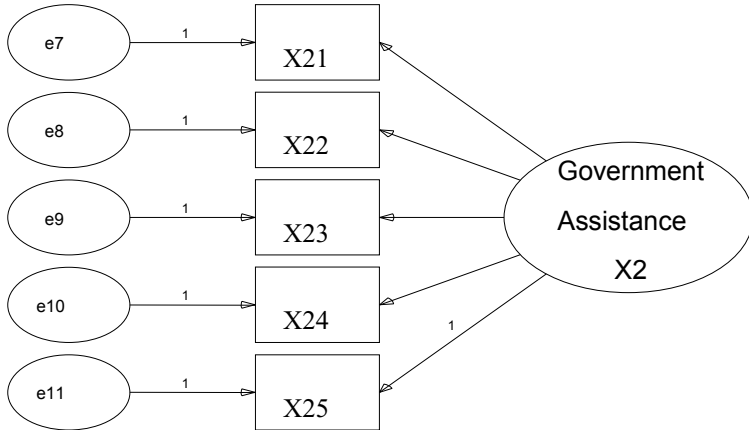 e7
1
X21
e8
1
X22
e9
1
X23
e10
1
X24
e11
1
X25
1
Government
Assistance
X2